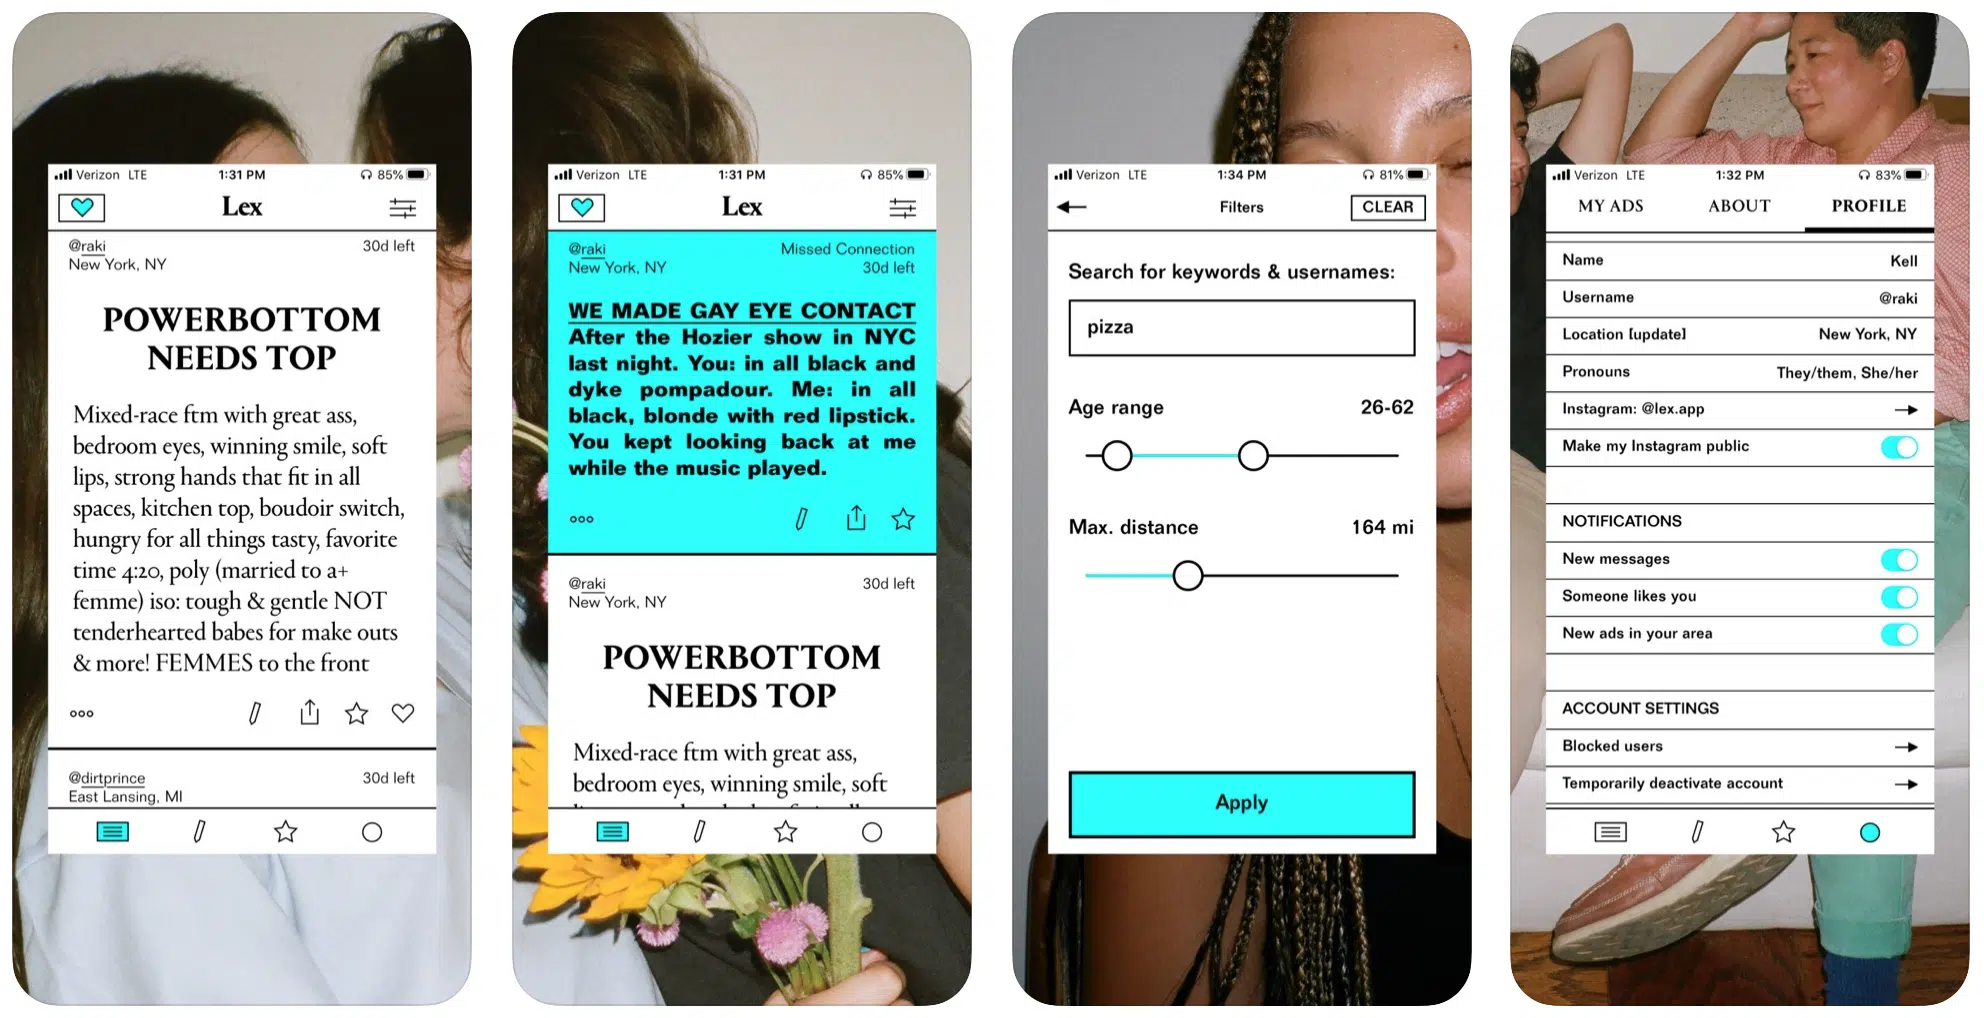 Verizon LTE 1:31 PM 85%
Lex
@raki 30d left
New York, NY
POWERBOTTOM
NEEDS TOP
Mixed-race ftm with great ass,
bedroom eyes, winning smile, soft
lips, strong hands that fit in all
spaces, kitchen top, boudoir switch,
hungry for all things tasty, favorite
time 4:20, poly (married to a+
femme) iso: tough & gentle NOT
tenderhearted babes for make outs
& more! FEMMES to the front
@dirtprince 30d left
East Lansing, MI
Verizon LTE 1:31 PM 85%
Lex
@raki Missed Connection
New York, NY 30d left
WE MADE GAY EYE CONTACT
After the Hozier show in NYC
last night. You: in all black and
dyke pompadour. Me: in all
black, blonde with red lipstick.
You kept looking back at me
while the music played.
@raki 30d left
New York, NY
POWERBOTTOM
NEEDS TOP
Mixed-race ftm with great ass,
bedroom eyes, winning smile, soft
Verizon LTE 1:34 PM 81%
Filters CLEAR
Search for keywords & usernames:
pizza
Age range 26-62
Max. distance 164 mi
Apply
Verizon LTE 1:32 PM 83%
MY ADS ABOUT PROFILE
Name Kell
Username @raki
Location [update] New York, NY
Pronouns They/them, She/her
Instagram: @lex.app
Make my Instagram public
NOTIFICATIONS
New messages
Someone likes you
New ads in your area
ACCOUNT SETTINGS
Blocked users
Temporarily deactivate account